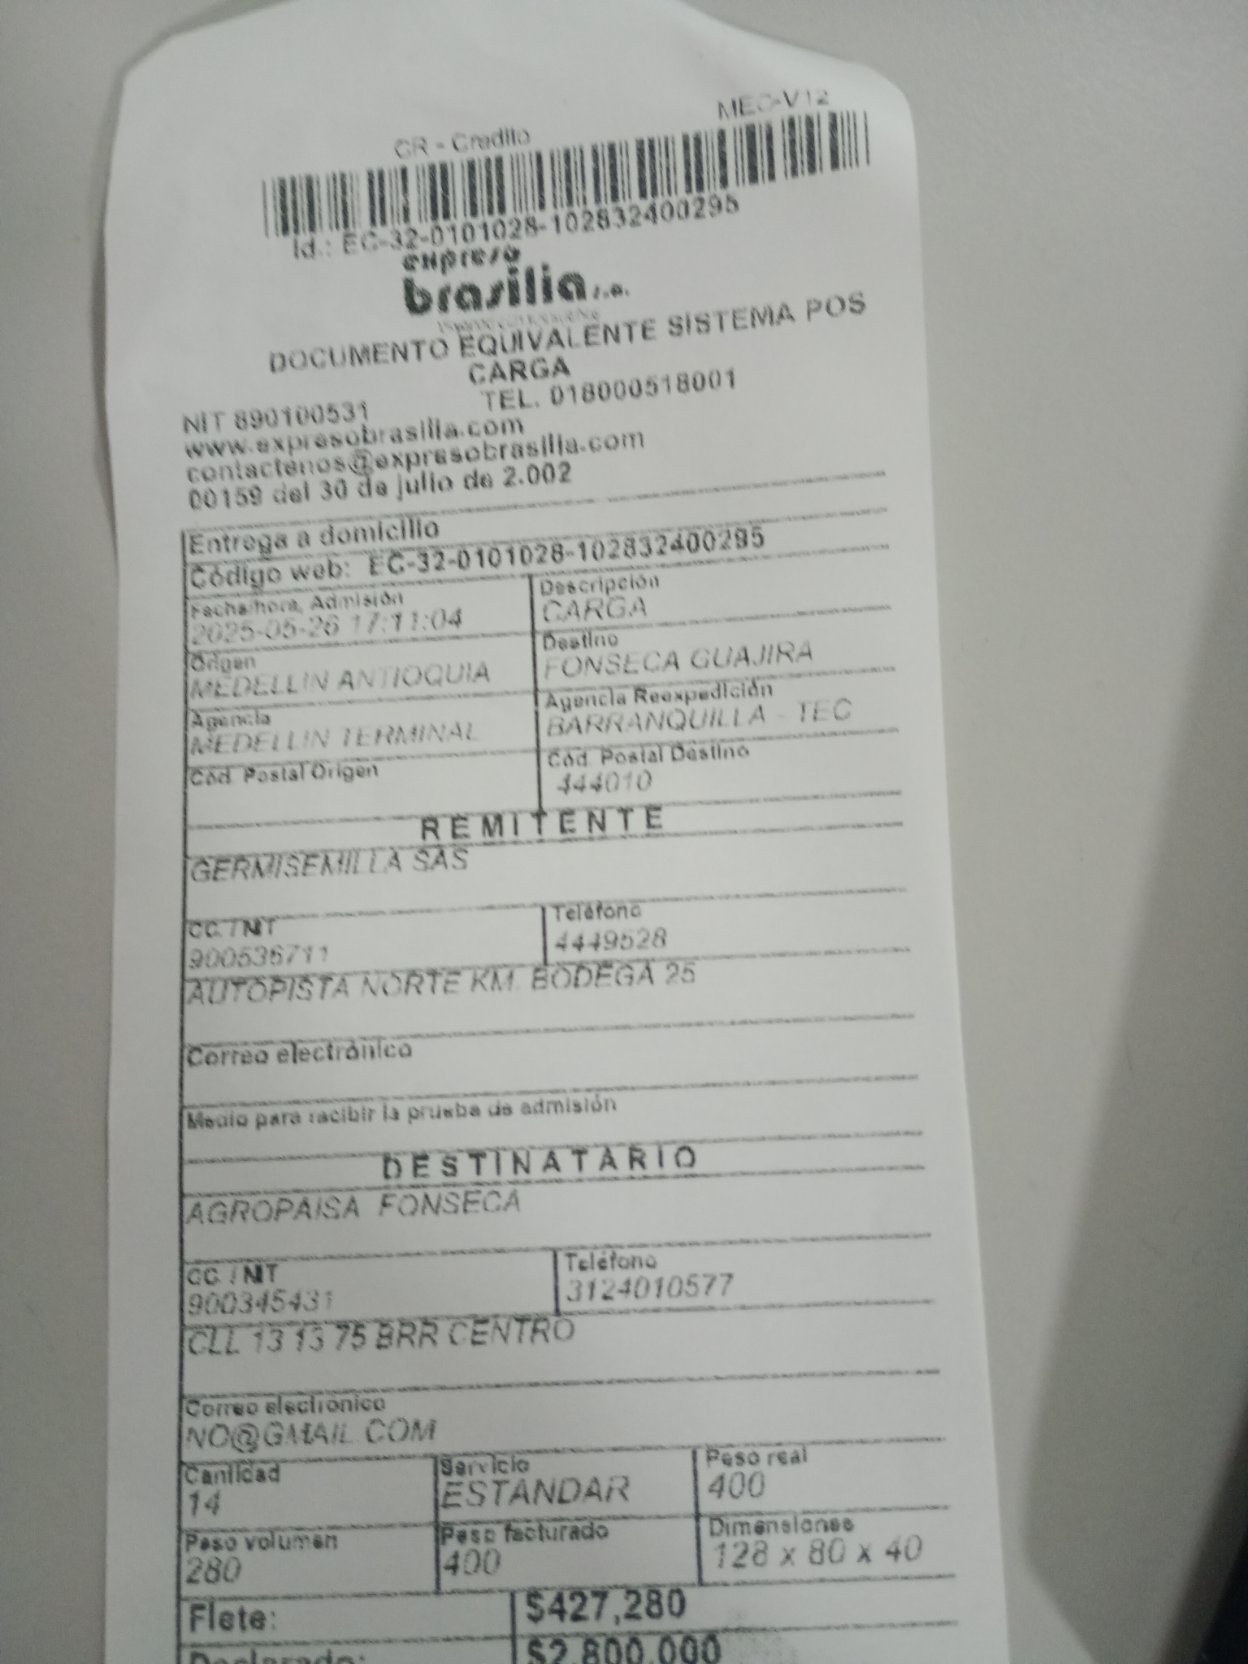 CR - Credito
MEC-V12
Id.: EC-32-0101028-102832400295
expreso
brasilia s.a.
DOCUMENTO EQUIVALENTE SISTEMA POS
CARGA
NIT 890100531 TEL. 018000518001
www.expresobrasilia.com
contactenos@expresobrasilia.com
00159 del 30 de julio de 2.002
Entrega a domicilio
Código web: EC-32-0101028-102832400295
Fecha/hora, Admisión Descripción
2025-05-26 17:11:04 CARGA
Origen Destino
MEDELLIN ANTIOQUIA FONSECA GUAJIRA
Agencia Agencia Reexpedición
MEDELLIN TERMINAL BARRANQUILLA - TEC
Cód. Postal Origen Cód. Postal Destino
444010
REMITENTE
GERMISEMILLA SAS
CC. / NIT Teléfono
900536711 4449528
AUTOPISTA NORTE KM. BODEGA 25
Correo electrónico
Medio para recibir la prueba de admisión
DESTINATARIO
AGROPAISA FONSECA
CC. / NIT Teléfono
900345431 3124010577
CLL 13 13 75 BRR CENTRO
Correo electrónico
NO@GMAIL.COM
Cantidad Servicio Peso real
14 ESTANDAR 400
Peso volumen Peso facturado Dimensiones
280 400 128 x 80 x 40
Flete: $427,280
Declarado: $2,800,000